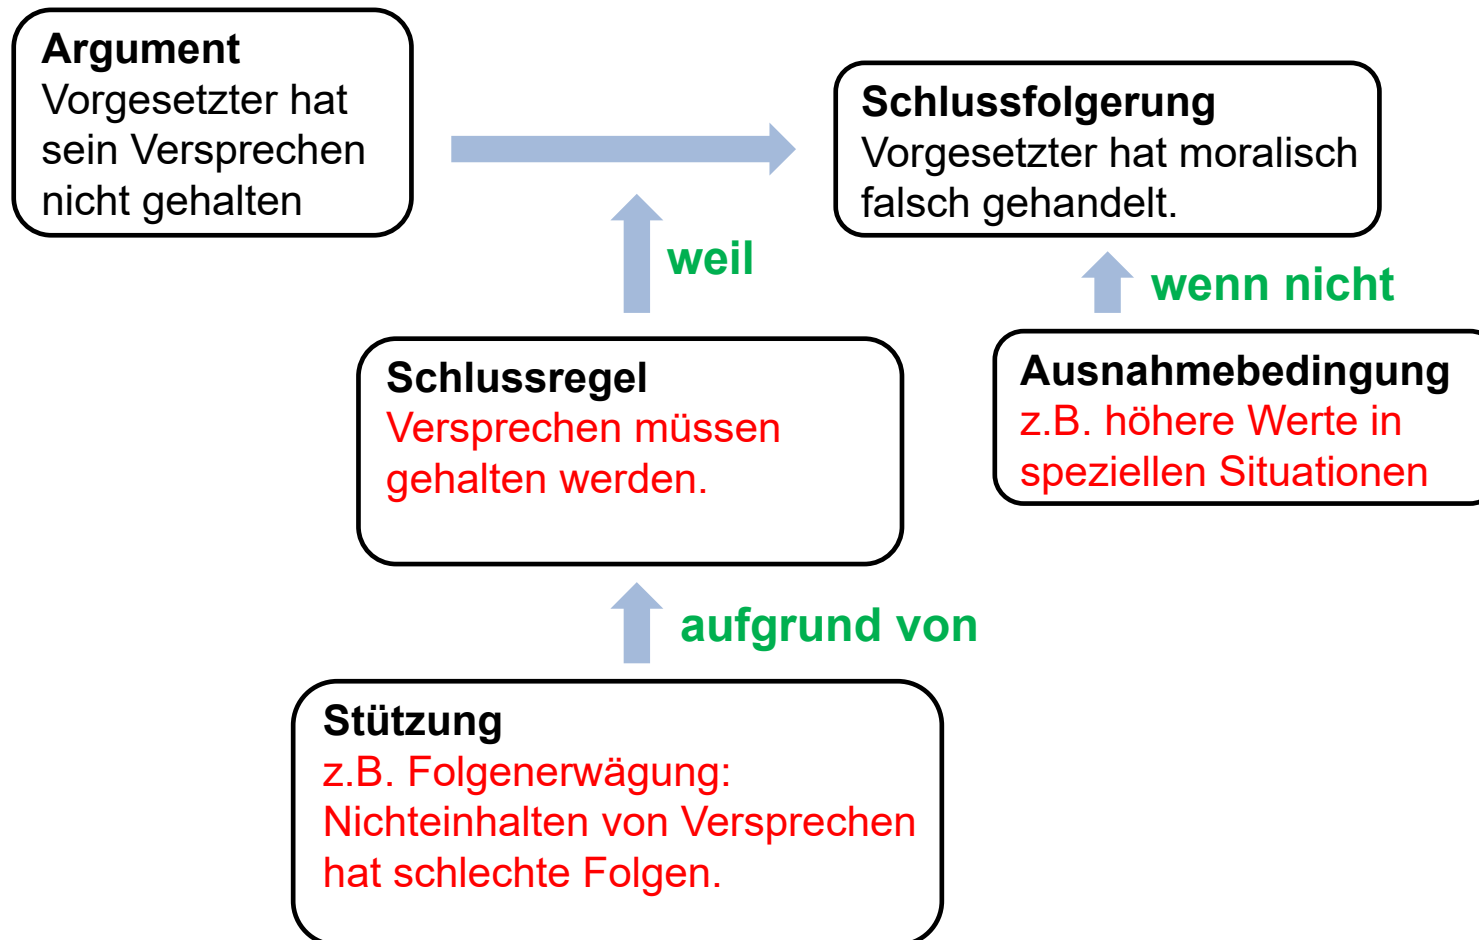 Argument
Vorgesetzter hat
sein Versprechen
nicht gehalten
Schlussfolgerung
Vorgesetzter hat moralisch
falsch gehandelt.
weil
wenn nicht
Schlussregel
Versprechen müssen
gehalten werden.
Ausnahmebedingung
z.B. höhere Werte in
speziellen Situationen
aufgrund von
Stützung
z.B. Folgenerwägung:
Nichteinhalten von Versprechen
hat schlechte Folgen.